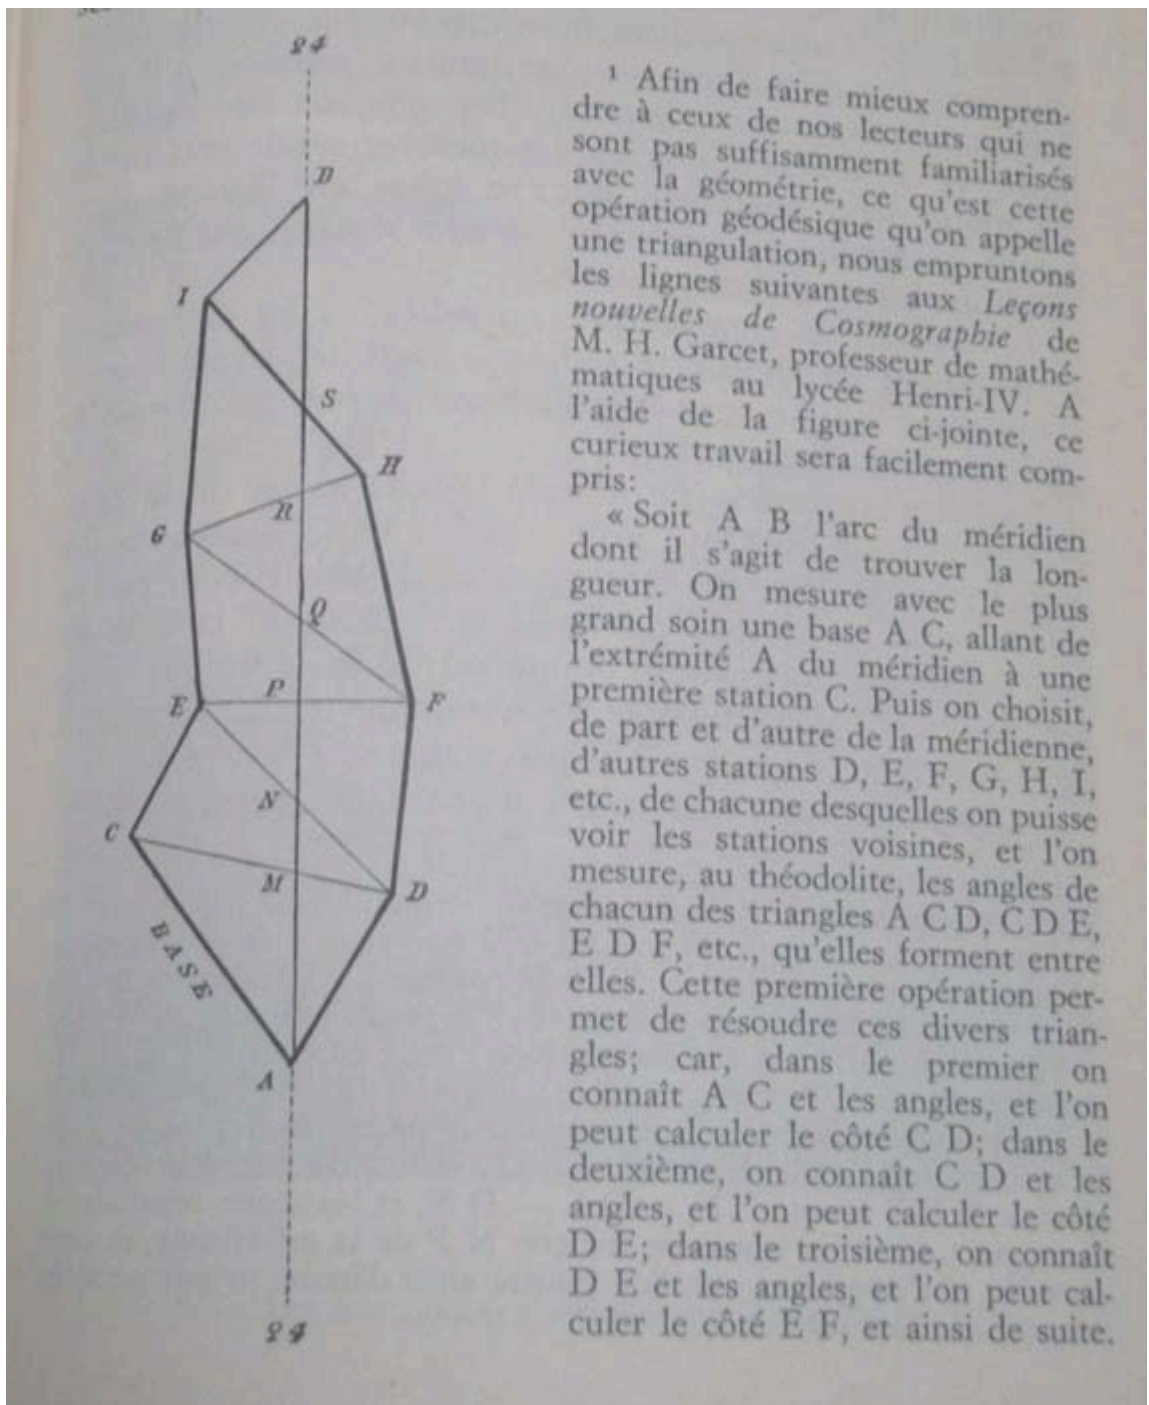 24
B
I
S
H
R
G
Q
P
E
F
N
C
M
D
BASE
A
24
¹ Afin de faire mieux compren-
dre à ceux de nos lecteurs qui ne
sont pas suffisamment familiarisés
avec la géométrie, ce qu'est cette
opération géodésique qu'on appelle
une triangulation, nous empruntons
les lignes suivantes aux Leçons
nouvelles de Cosmographie de
M. H. Garcet, professeur de mathé-
matiques au lycée Henri-IV. A
l'aide de la figure ci-jointe, ce
curieux travail sera facilement com-
pris:
« Soit A B l'arc du méridien
dont il s'agit de trouver la lon-
gueur. On mesure avec le plus
grand soin une base A C, allant de
l'extrémité A du méridien à une
première station C. Puis on choisit,
de part et d'autre de la méridienne,
d'autres stations D, E, F, G, H, I,
etc., de chacune desquelles on puisse
voir les stations voisines, et l'on
mesure, au théodolite, les angles de
chacun des triangles A C D, C D E,
E D F, etc., qu'elles forment entre
elles. Cette première opération per-
met de résoudre ces divers trian-
gles; car, dans le premier on
connaît A C et les angles, et l'on
peut calculer le côté C D; dans le
deuxième, on connaît C D et les
angles, et l'on peut calculer le côté
D E; dans le troisième, on connaît
D E et les angles, et l'on peut cal-
culer le côté E F, et ainsi de suite.